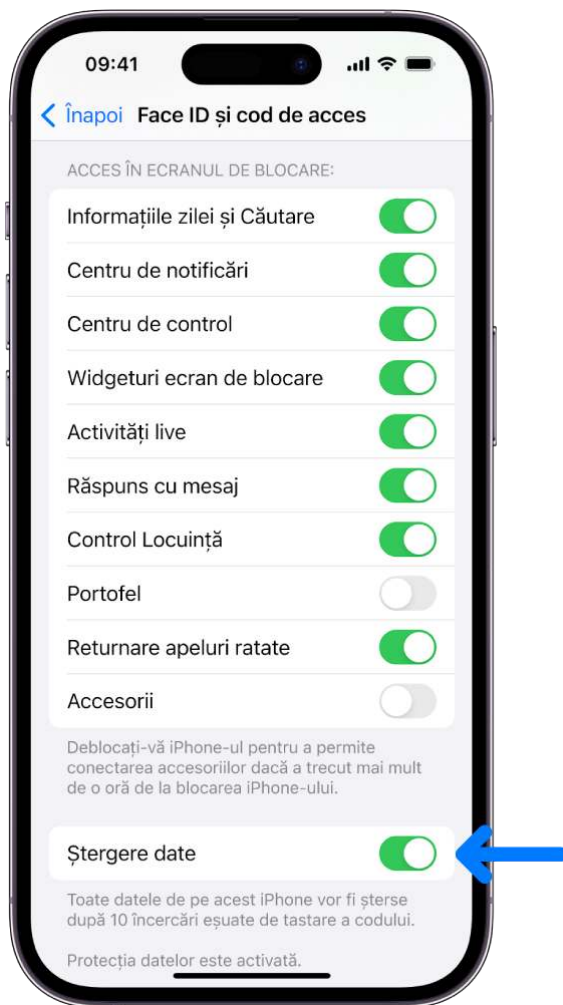 09:41
Înapoi Face ID și cod de acces
ACCES ÎN ECRANUL DE BLOCARE:
Informațiile zilei și Căutare
Centru de notificări
Centru de control
Widgeturi ecran de blocare
Activități live
Răspuns cu mesaj
Control Locuință
Portofel
Returnare apeluri ratate
Accesorii
Deblocați-vă iPhone-ul pentru a permite
conectarea accesoriilor dacă a trecut mai mult
de o oră de la blocarea iPhone-ului.
Ștergere date
Toate datele de pe acest iPhone vor fi șterse
după 10 încercări eșuate de tastare a codului.
Protecția datelor este activată.